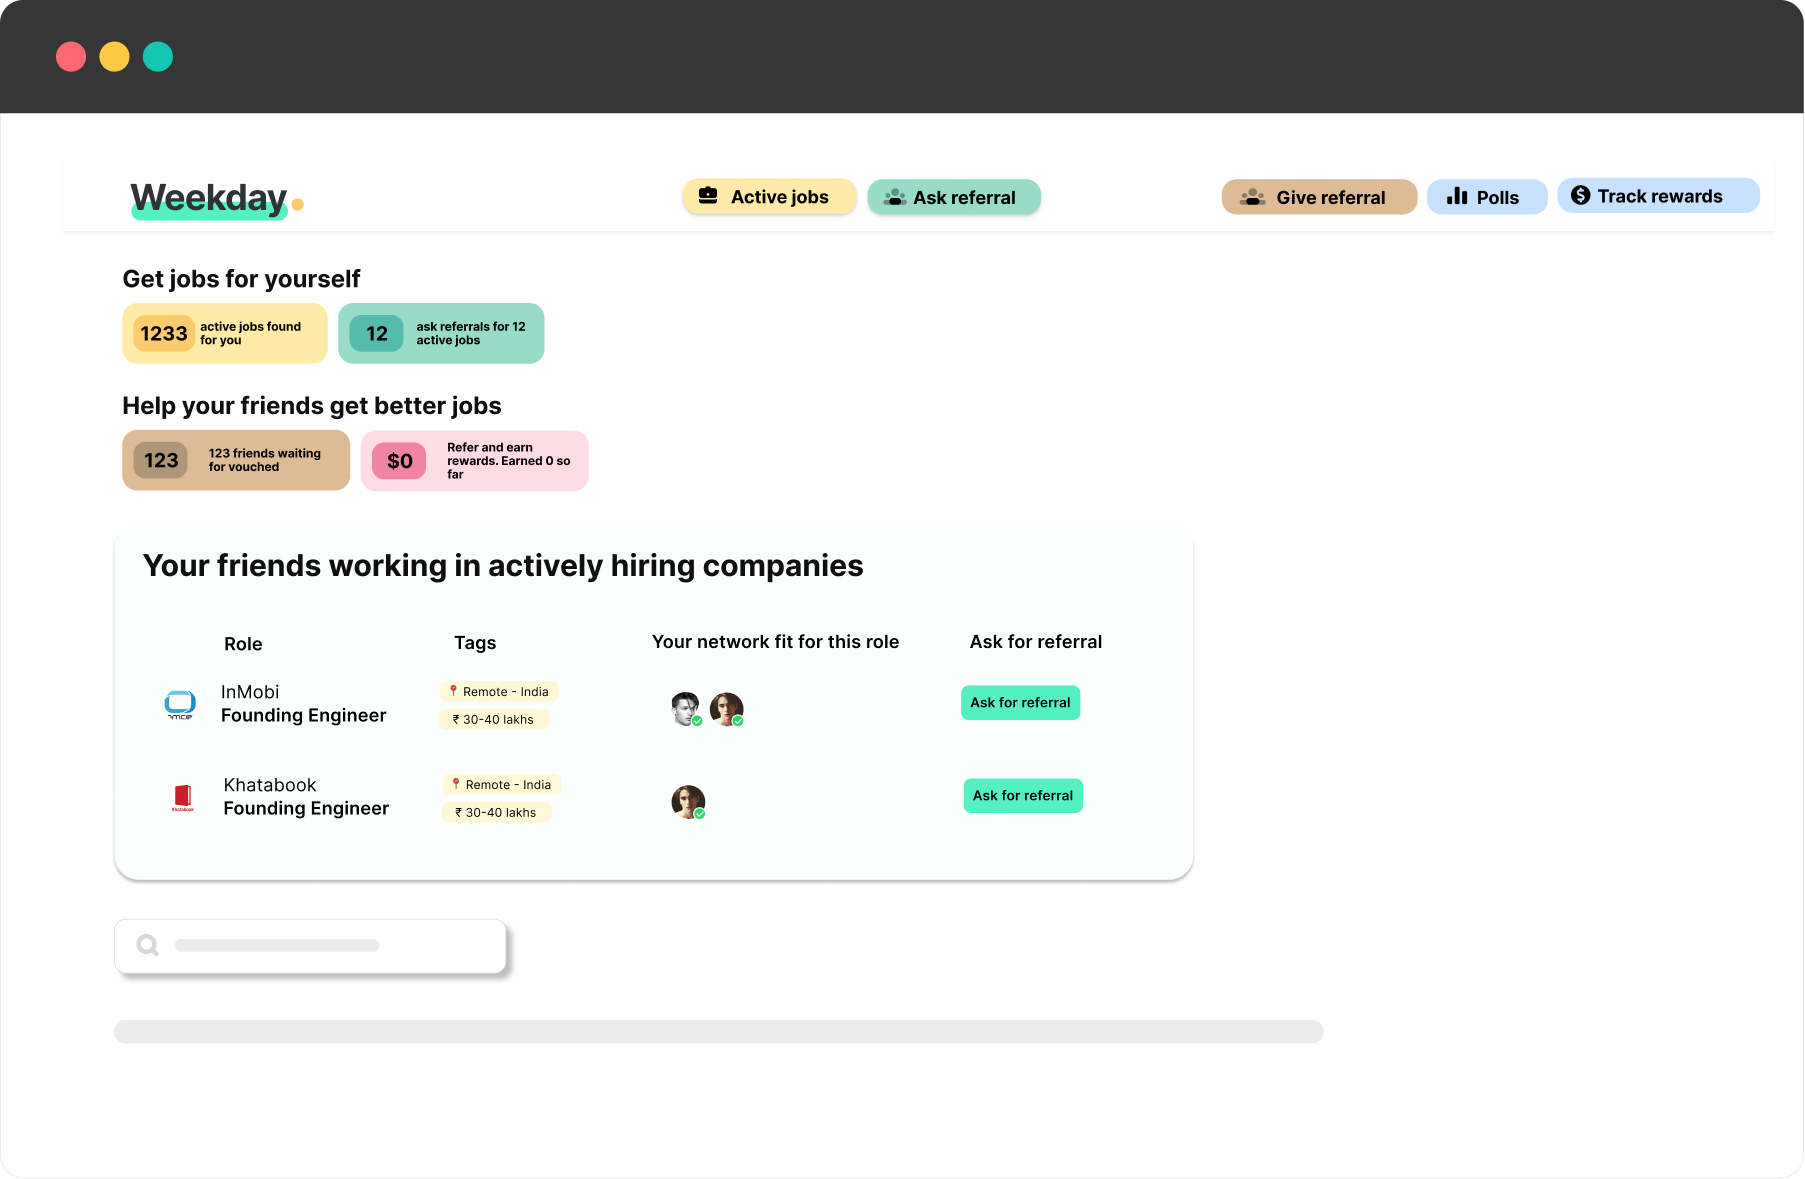 Weekday
Active jobs
Ask referral
Give referral
Polls
Track rewards
Get jobs for yourself
1233
active jobs found
for you
12
ask referrals for 12
active jobs
Help your friends get better jobs
123
123 friends waiting
for vouched
$0
Refer and earn
rewards. Earned 0 so
far
Your friends working in actively hiring companies
Role
Tags
Your network fit for this role
Ask for referral
InMobi
Founding Engineer
Remote - India
₹ 30-40 lakhs
Ask for referral
Khatabook
Khatabook
Founding Engineer
Remote - India
₹ 30-40 lakhs
Ask for referral